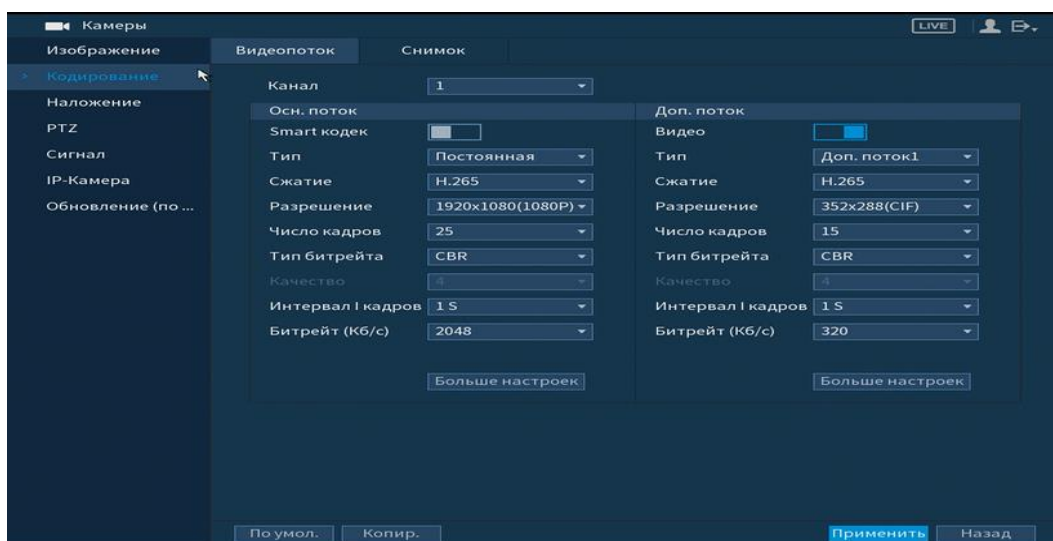 Камеры
LIVE
Изображение
Кодирование
Наложение
PTZ
Сигнал
IP-Камера
Обновление (по ...
Видеопоток Снимок
Канал 1
Осн. поток Доп. поток
Smart кодек Видео
Тип Постоянная Тип Доп. поток1
Сжатие H.265 Сжатие H.265
Разрешение 1920x1080(1080P) Разрешение 352x288(CIF)
Число кадров 25 Число кадров 15
Тип битрейта CBR Тип битрейта CBR
Качество 4 Качество 4
Интервал I кадров 1 S Интервал I кадров 1 S
Битрейт (Кб/с) 2048 Битрейт (Кб/с) 320
Больше настроек Больше настроек
По умол. Копир. Применить Назад